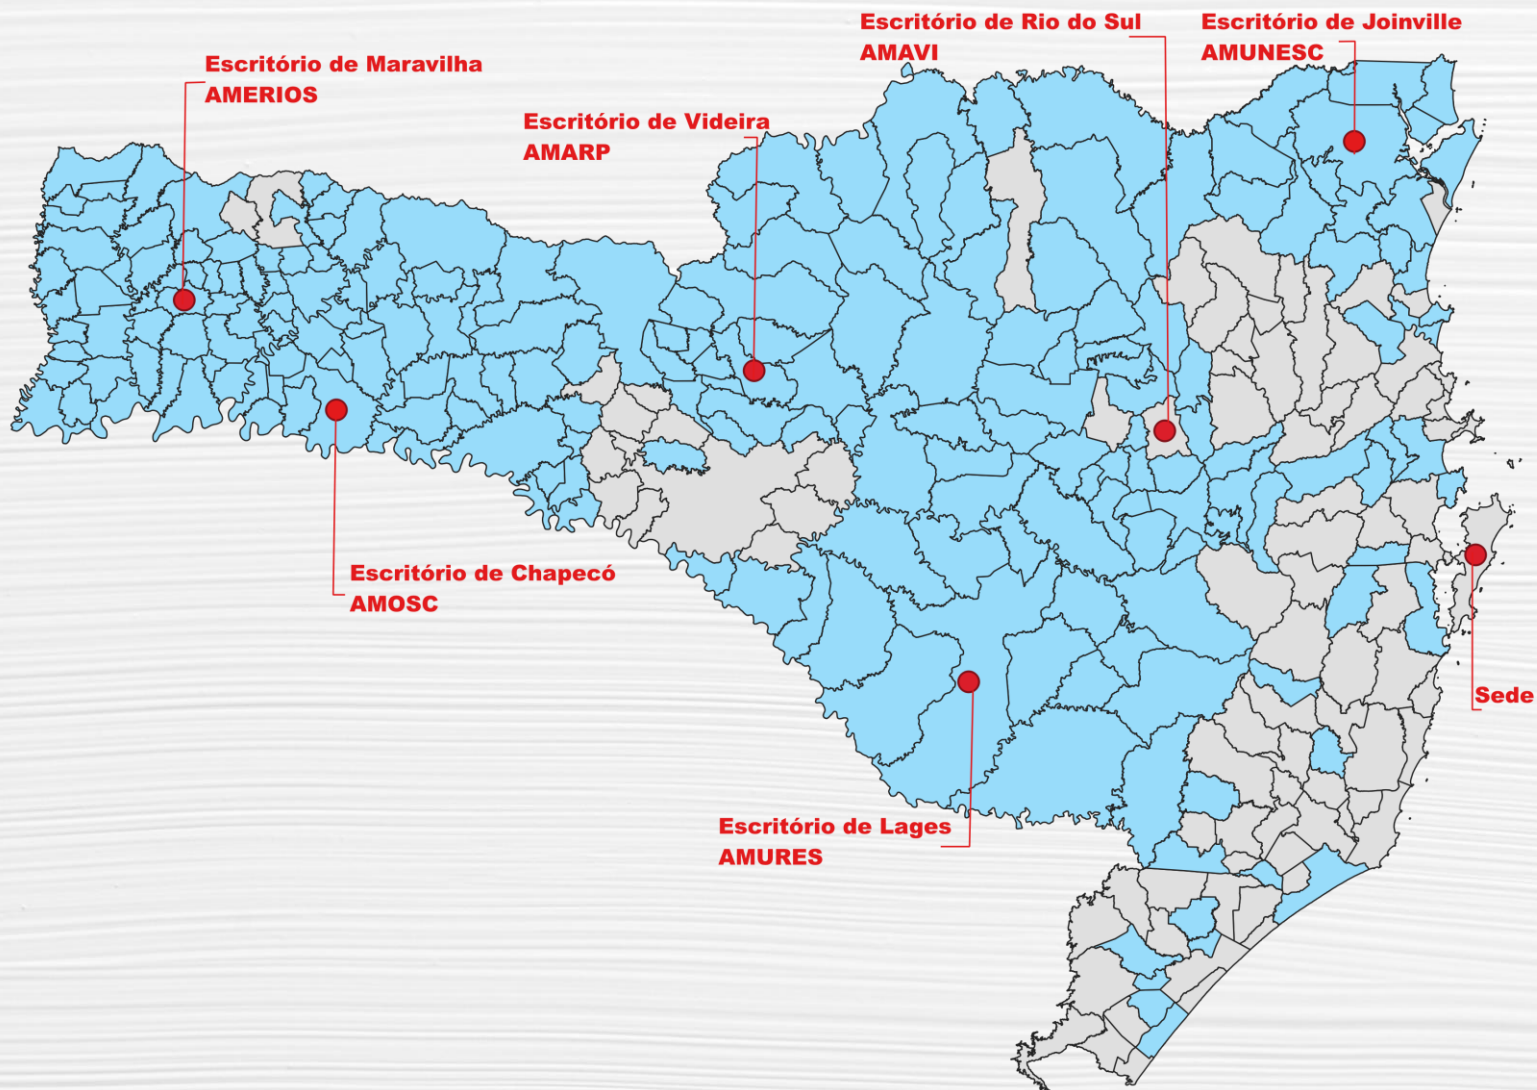 Escritório de Rio do Sul
AMAVI
Escritório de Joinville
AMUNESC
Escritório de Maravilha
AMERIOS
Escritório de Videira
AMARP
Escritório de Chapecó
AMOSC
Sede
Escritório de Lages
AMURES